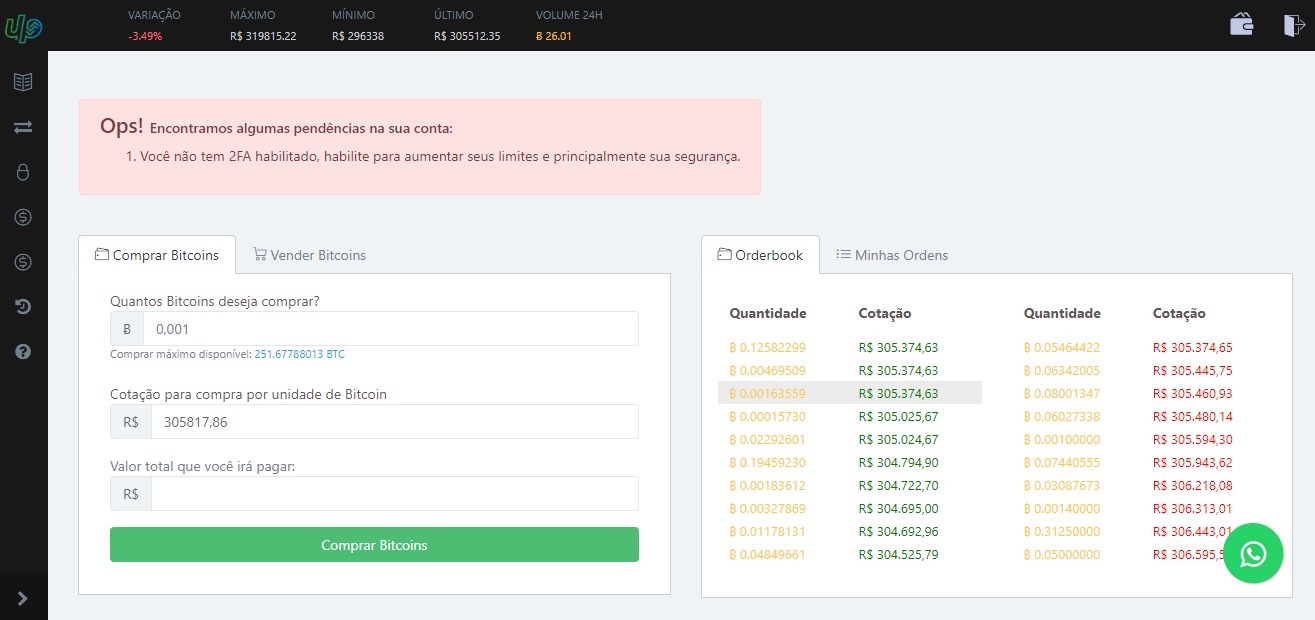 up
VARIAÇÃO MÁXIMO MÍNIMO ÚLTIMO VOLUME 24H
-3.49% R$ 319815.22 R$ 296338 R$ 305512.35 Ƀ 26.01
Ops! Encontramos algumas pendências na sua conta:
1. Você não tem 2FA habilitado, habilite para aumentar seus limites e principalmente sua segurança.
Comprar Bitcoins Vender Bitcoins
Quantos Bitcoins deseja comprar?
Ƀ 0,001
Comprar máximo disponível: 251.67788013 BTC
Cotação para compra por unidade de Bitcoin
R$ 305817,86
Valor total que você irá pagar:
R$
Comprar Bitcoins
Orderbook Minhas Ordens
Quantidade Cotação Quantidade Cotação
Ƀ 0.12582299 R$ 305.374,63 Ƀ 0.05464422 R$ 305.374,65
Ƀ 0.00469509 R$ 305.374,63 Ƀ 0.06342005 R$ 305.445,75
Ƀ 0.00163559 R$ 305.374,63 Ƀ 0.08001347 R$ 305.460,93
Ƀ 0.00015730 R$ 305.025,67 Ƀ 0.06027338 R$ 305.480,14
Ƀ 0.02292601 R$ 305.024,67 Ƀ 0.00100000 R$ 305.594,30
Ƀ 0.19459230 R$ 304.794,90 Ƀ 0.07440555 R$ 305.943,62
Ƀ 0.00183612 R$ 304.722,70 Ƀ 0.03087673 R$ 306.218,08
Ƀ 0.00327869 R$ 304.695,00 Ƀ 0.00140000 R$ 306.313,01
Ƀ 0.01178131 R$ 304.692,96 Ƀ 0.31250000 R$ 306.443,01
Ƀ 0.04849661 R$ 304.525,79 Ƀ 0.05000000 R$ 306.595,5